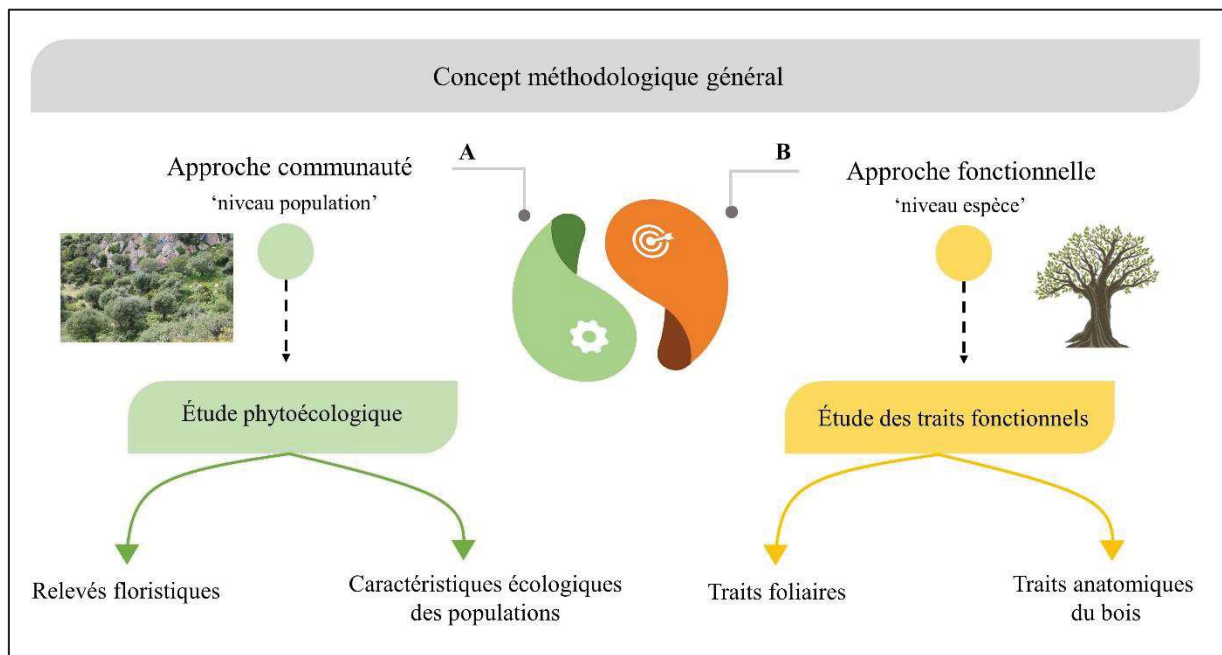 Concept méthodologique général
A
Approche communauté
'niveau population'
B
Approche fonctionnelle
'niveau espèce'
Étude phytoécologique
Étude des traits fonctionnels
Relevés floristiques
Caractéristiques écologiques
des populations
Traits foliaires
Traits anatomiques
du bois